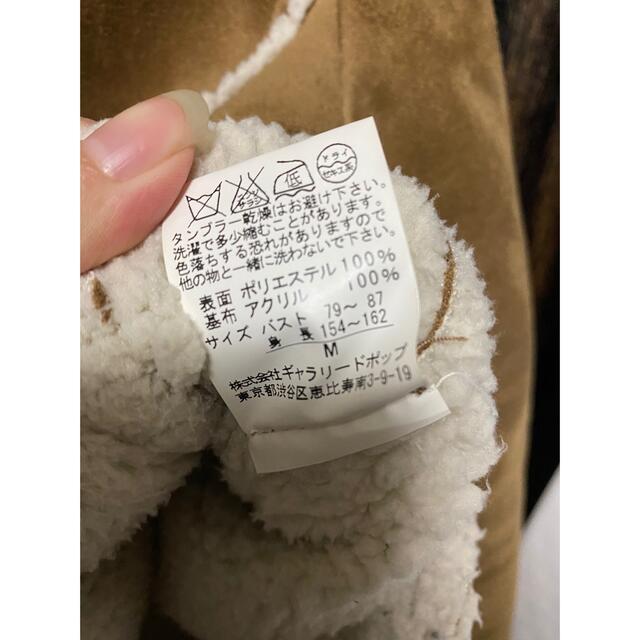 エンソ サラシ 低 ドライ セキユ系
タンブラー乾燥はお避け下さい。
洗濯で多少縮むことがあります。
色落ちする恐れがありますので
他の物と一緒に洗わないで下さい。
表面 ポリエステル 100%
基布 アクリル 100%
サイズ バスト 79～ 87
身 長 154～162
M
株式会社ギャラリードポップ
東京都渋谷区恵比寿南3-9-19